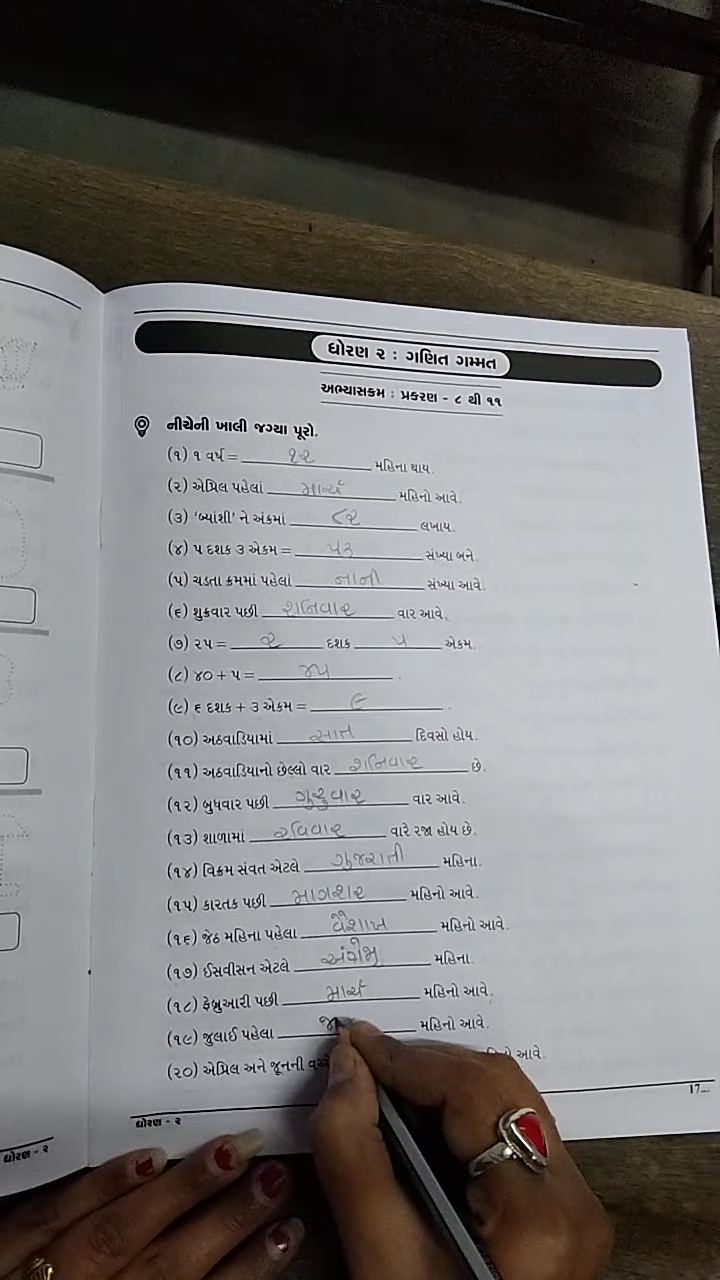 ધોરણ ૨ : ગણિત ગમ્મત
અભ્યાસક્રમ : પ્રકરણ - ૮ થી ૧૧
નીચેની ખાલી જગ્યા પૂરો.
(૧) ૧ વર્ષ = ૧૨ મહિના થાય.
(૨) એપ્રિલ પહેલાં માર્ચ મહિનો આવે.
(૩) ‘બ્યાંશી’ ને અંકમાં ૮૨ લખાય.
(૪) ૫ દશક ૩ એકમ = ૫૩ સંખ્યા બને.
(૫) ચડતા ક્રમમાં પહેલાં નાની સંખ્યા આવે.
(૬) શુક્રવાર પછી શનિવાર વાર આવે.
(૭) ૨૫ = ૨ દશક ૫ એકમ.
(૮) ૪૦ + ૫ = ૪૫ .
(૯) ૬ દશક + ૩ એકમ = ૯ .
(૧૦) અઠવાડિયામાં સાત દિવસો હોય.
(૧૧) અઠવાડિયાનો છેલ્લો વાર શનિવાર છે.
(૧૨) બુધવાર પછી ગુરુવાર વાર આવે.
(૧૩) શાળામાં રવિવાર વારે રજા હોય છે.
(૧૪) વિક્રમ સંવત એટલે ગુજરાતી મહિના.
(૧૫) કારતક પછી માગશર મહિનો આવે.
(૧૬) જેઠ મહિના પહેલા વૈશાખ મહિનો આવે.
(૧૭) ઈસવીસન એટલે અંગ્રેજી મહિના.
(૧૮) ફેબ્રુઆરી પછી માર્ચ મહિનો આવે.
(૧૯) જુલાઈ પહેલા મહિનો આવે.
(૨૦) એપ્રિલ અને જૂનની આવે.
ધોરણ - ૨
17
ધોરણ - ૨